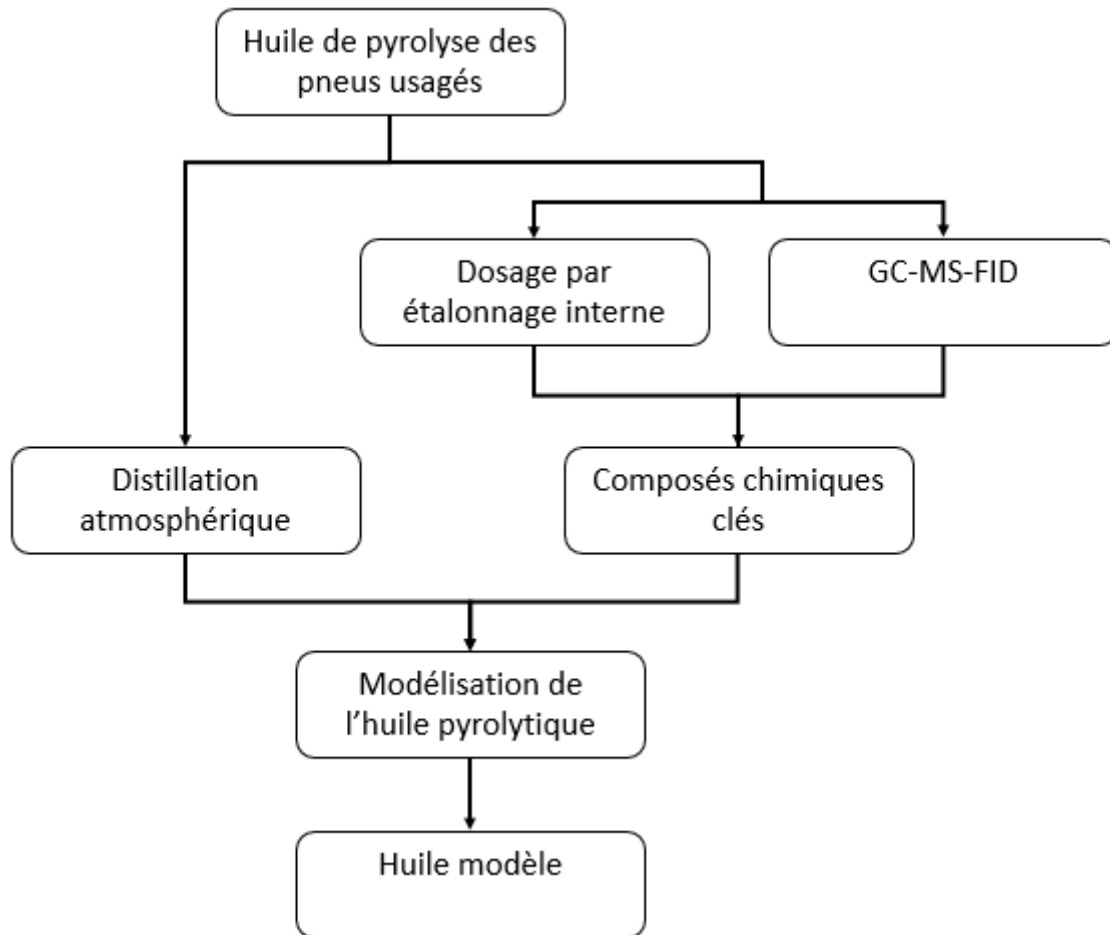 Huile de pyrolyse des
pneus usagés
Dosage par
étalonnage interne
GC-MS-FID
Distillation
atmosphérique
Composés chimiques
clés
Modélisation de
l’huile pyrolytique
Huile modèle